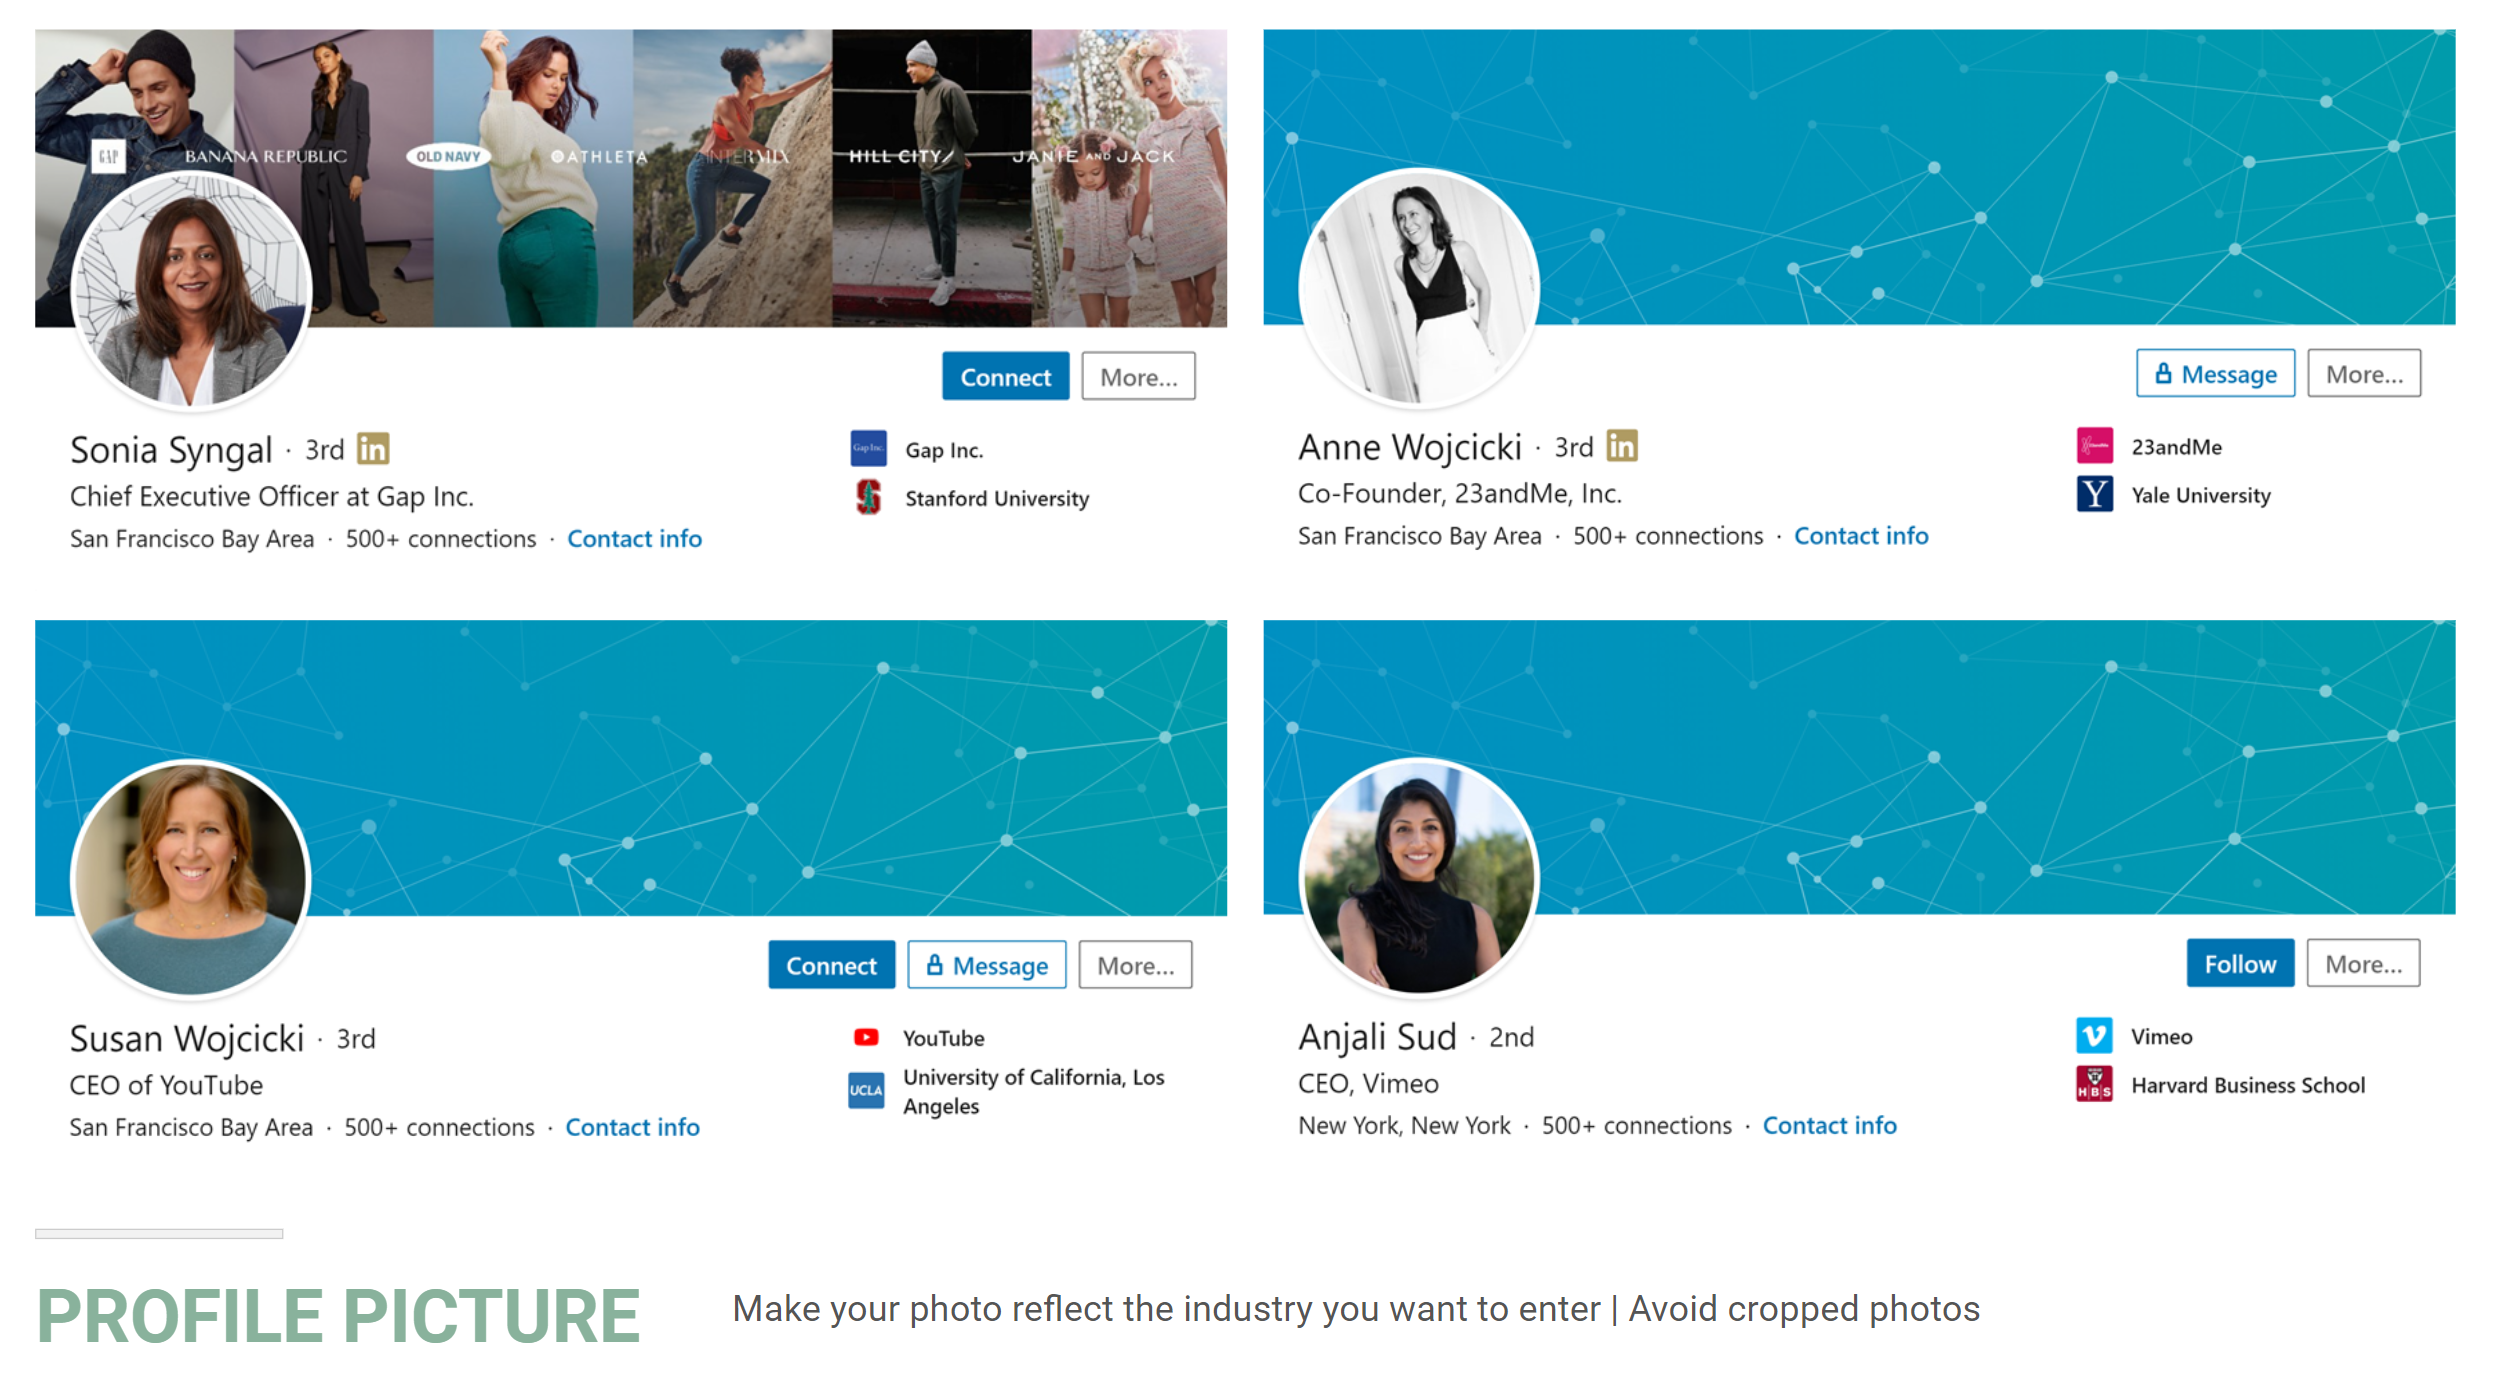 GAP
BANANA REPUBLIC
OLD NAVY
ATHLETA
INTERMIX
HILL CITY
JANIE AND JACK
Connect
More...
Sonia Syngal · 3rd in
Chief Executive Officer at Gap Inc.
San Francisco Bay Area · 500+ connections · Contact info
Gap Inc.
Gap Inc.
Stanford University
Message
More...
Anne Wojcicki · 3rd in
Co-Founder, 23andMe, Inc.
San Francisco Bay Area · 500+ connections · Contact info
23andMe
Y
Yale University
Connect
Message
More...
Susan Wojcicki · 3rd
CEO of YouTube
San Francisco Bay Area · 500+ connections · Contact info
YouTube
UCLA
University of California, Los
Angeles
Follow
More...
Anjali Sud · 2nd
CEO, Vimeo
New York, New York · 500+ connections · Contact info
Vimeo
HBS
Harvard Business School
PROFILE PICTURE
Make your photo reflect the industry you want to enter | Avoid cropped photos